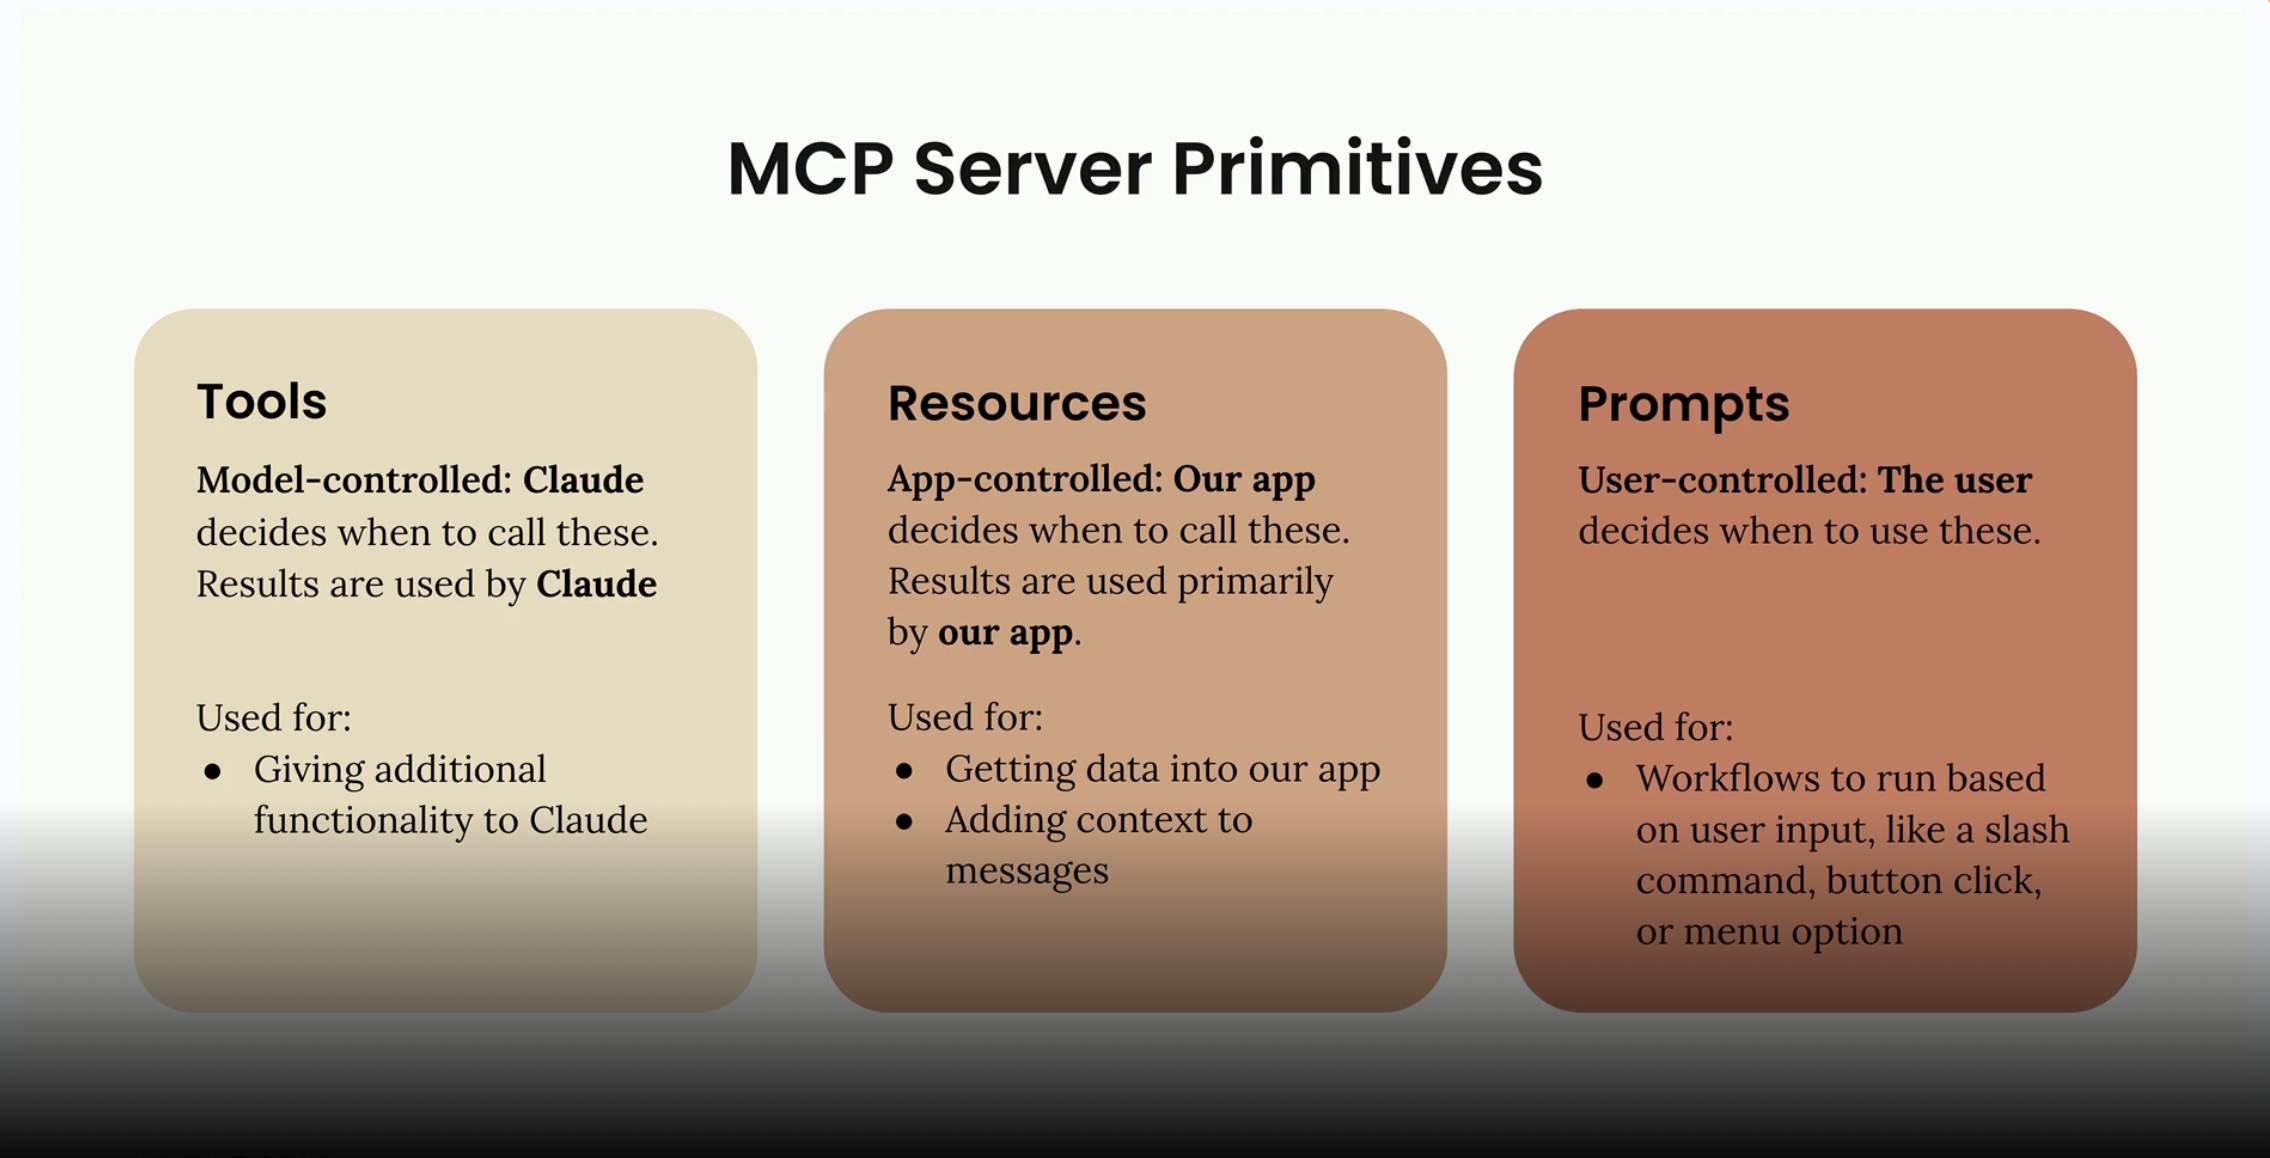 MCP Server Primitives
Tools
Model-controlled: Claude
decides when to call these.
Results are used by Claude
Used for:
● Giving additional
functionality to Claude
Resources
App-controlled: Our app
decides when to call these.
Results are used primarily
by our app.
Used for:
● Getting data into our app
● Adding context to
messages
Prompts
User-controlled: The user
decides when to use these.
Used for:
● Workflows to run based
on user input, like a slash
command, button click,
or menu option